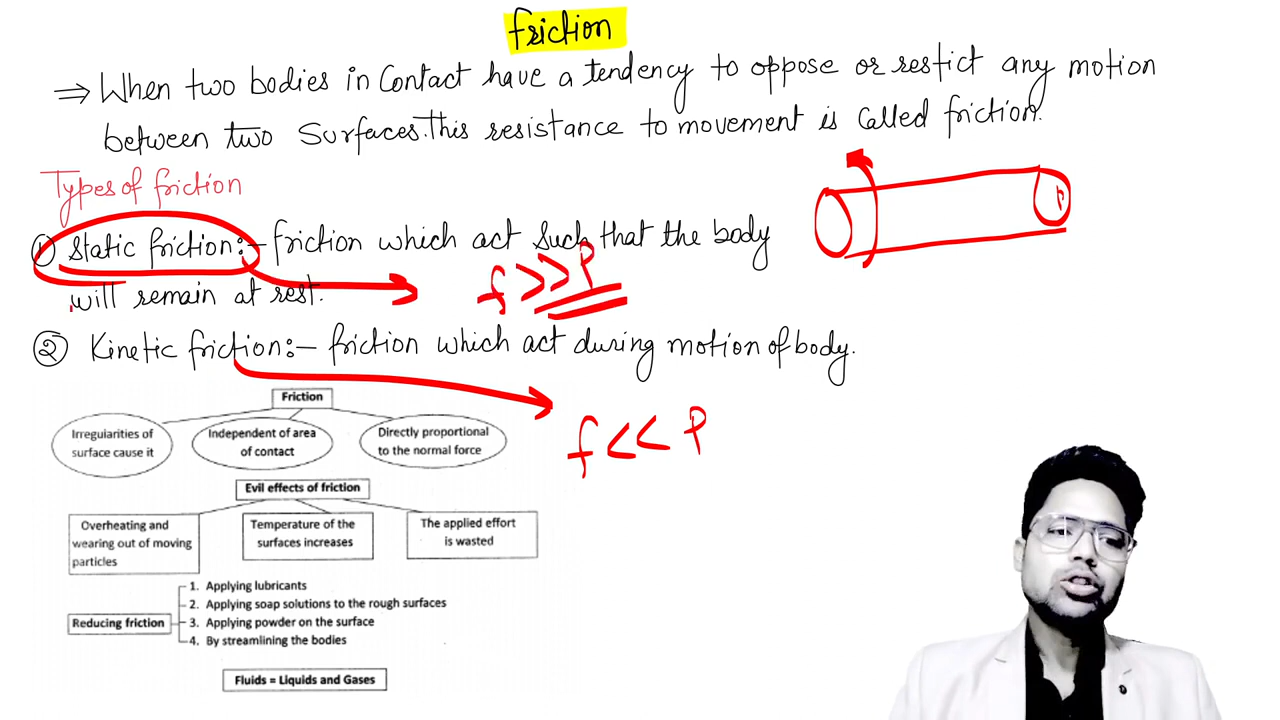 friction
⇒ When two bodies in Contact have a tendency to oppose or restict any motion
between two Surfaces. This resistance to movement is Called friction.
Types of friction
① Static friction:- friction which act such that the body
will remain at rest.
f >> P
P
② Kinetic friction:- friction which act during motion of body.
f << P
Friction
Irregularities of
surface cause it
Independent of area
of contact
Directly proportional
to the normal force
Evil effects of friction
Overheating and
wearing out of moving
particles
Temperature of the
surfaces increases
The applied effort
is wasted
Reducing friction
1. Applying lubricants
2. Applying soap solutions to the rough surfaces
3. Applying powder on the surface
4. By streamlining the bodies
Fluids = Liquids and Gases